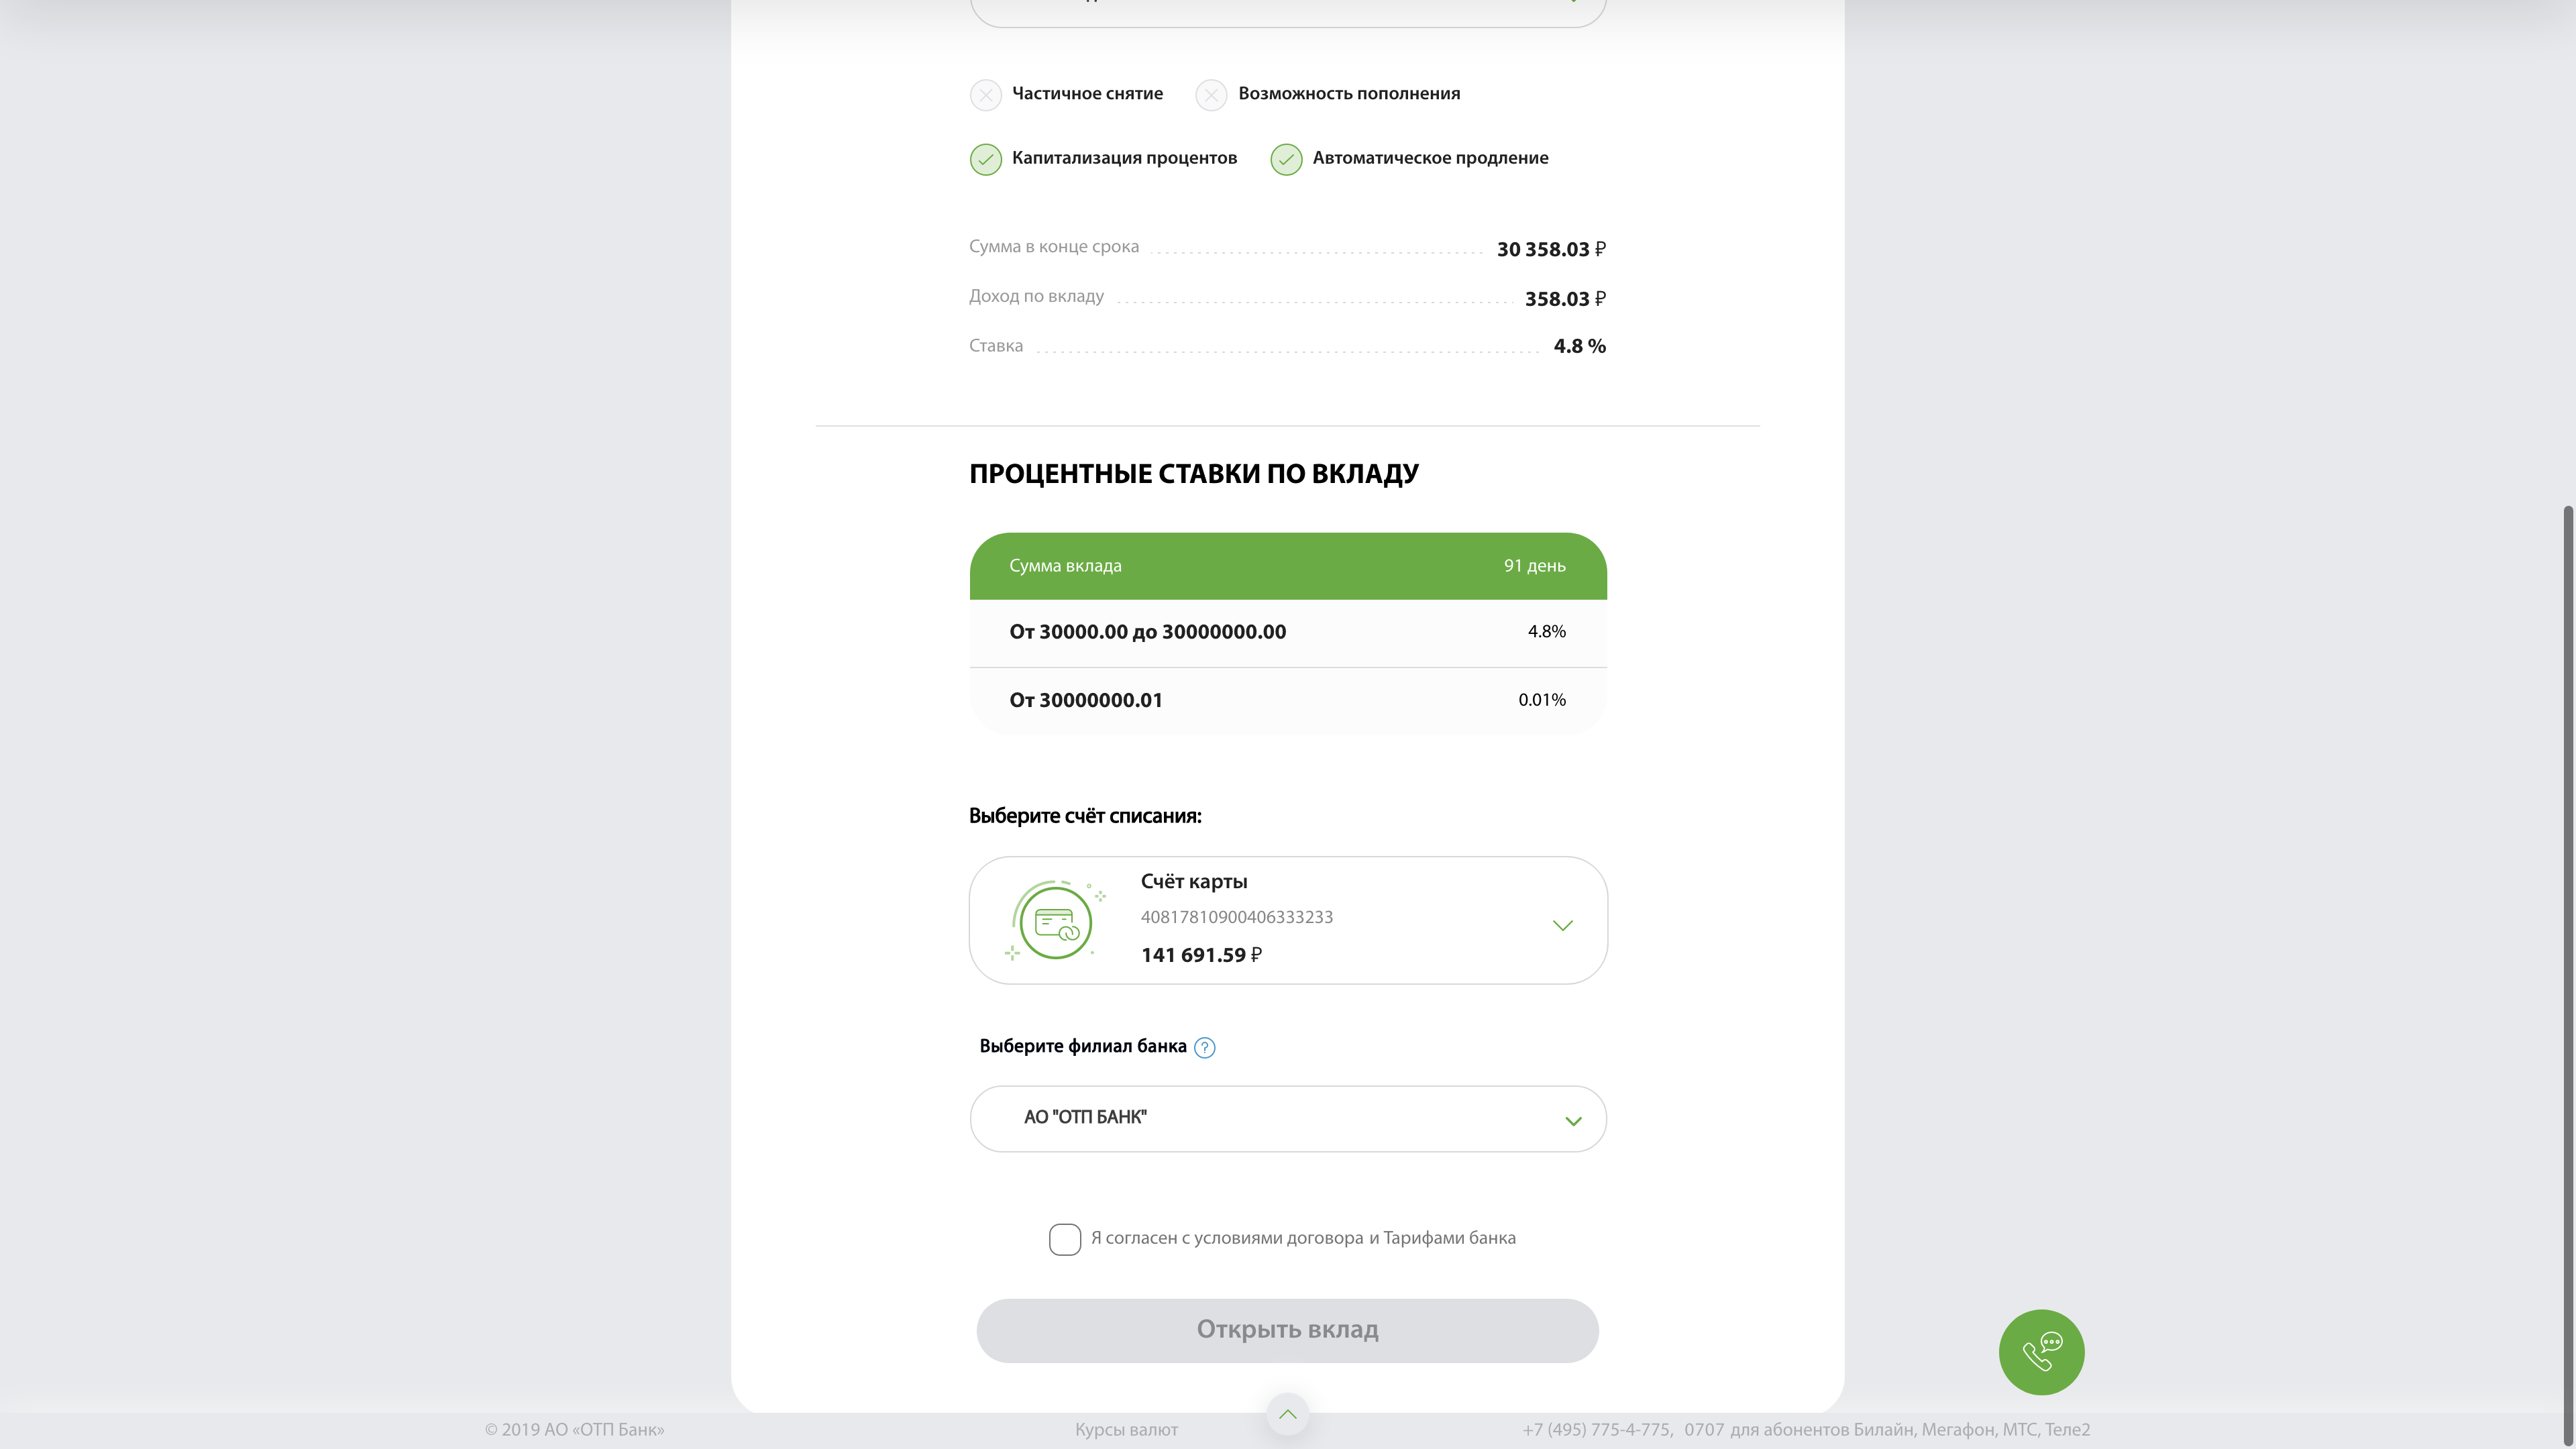 Частичное снятие Возможность пополнения
Капитализация процентов Автоматическое продление
Сумма в конце срока 30 358.03 ₽
Доход по вкладу 358.03 ₽
Ставка 4.8 %
ПРОЦЕНТНЫЕ СТАВКИ ПО ВКЛАДУ
Сумма вклада 91 день
От 30000.00 до 30000000.00 4.8%
От 30000000.01 0.01%
Выберите счёт списания:
Счёт карты
40817810900406333233
141 691.59 ₽
Выберите филиал банка ?
АО "ОТП БАНК"
Я согласен с условиями договора и Тарифами банка
Открыть вклад
© 2019 АО «ОТП Банк» Курсы валют +7 (495) 775-4-775, 0707 для абонентов Билайн, Мегафон, МТС, Теле2